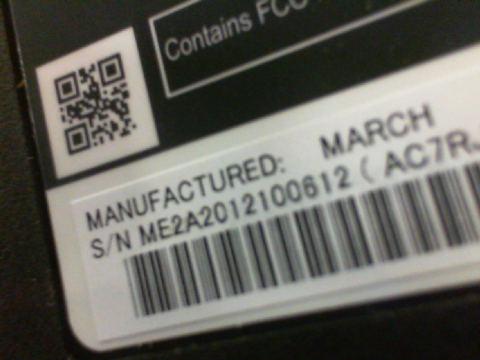 Contains FCC
MANUFACTURED: MARCH
S/N ME2A2012100612 ( AC7R